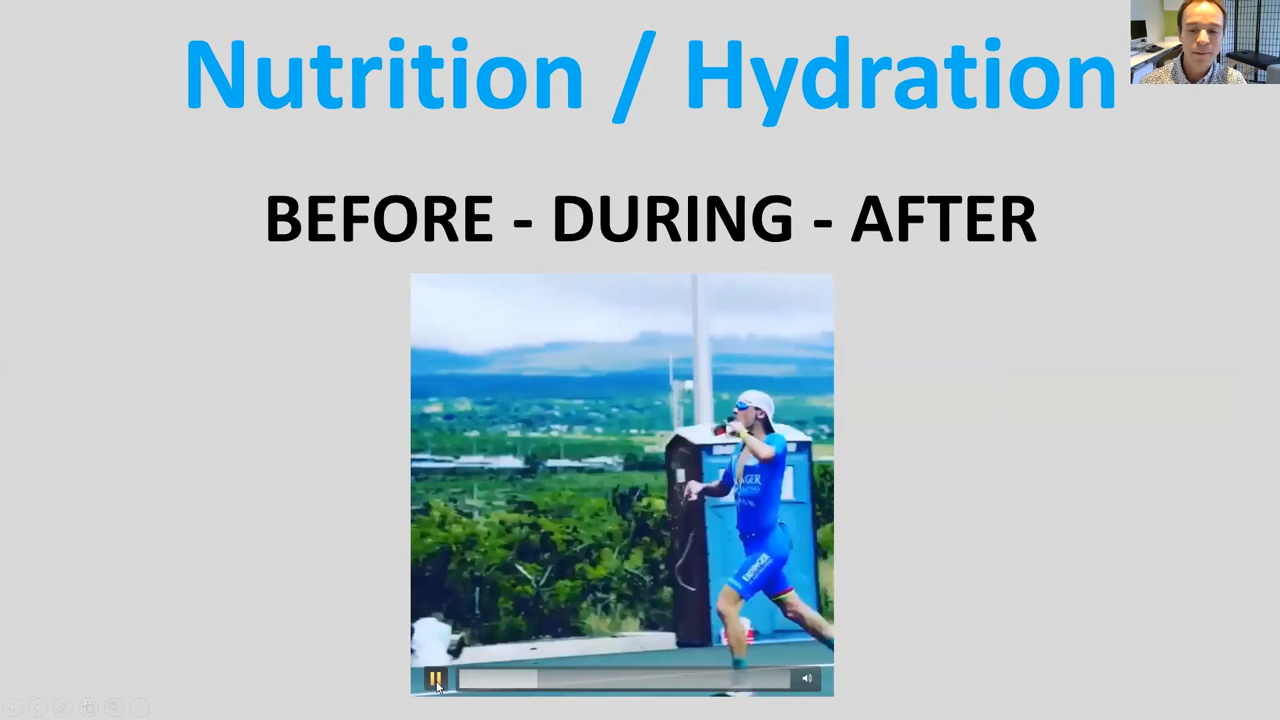 Nutrition / Hydration
BEFORE - DURING - AFTER